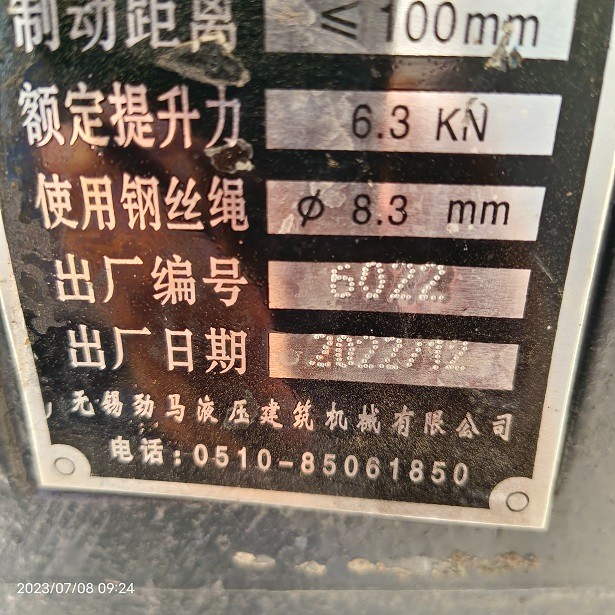 制动距离 ≤100mm
额定提升力 6.3 KN
使用钢丝绳 φ 8.3 mm
出厂编号 6022
出厂日期
无锡劲马液压建筑机械有限公司
电话:0510-85061850
2023/07/08 09:24